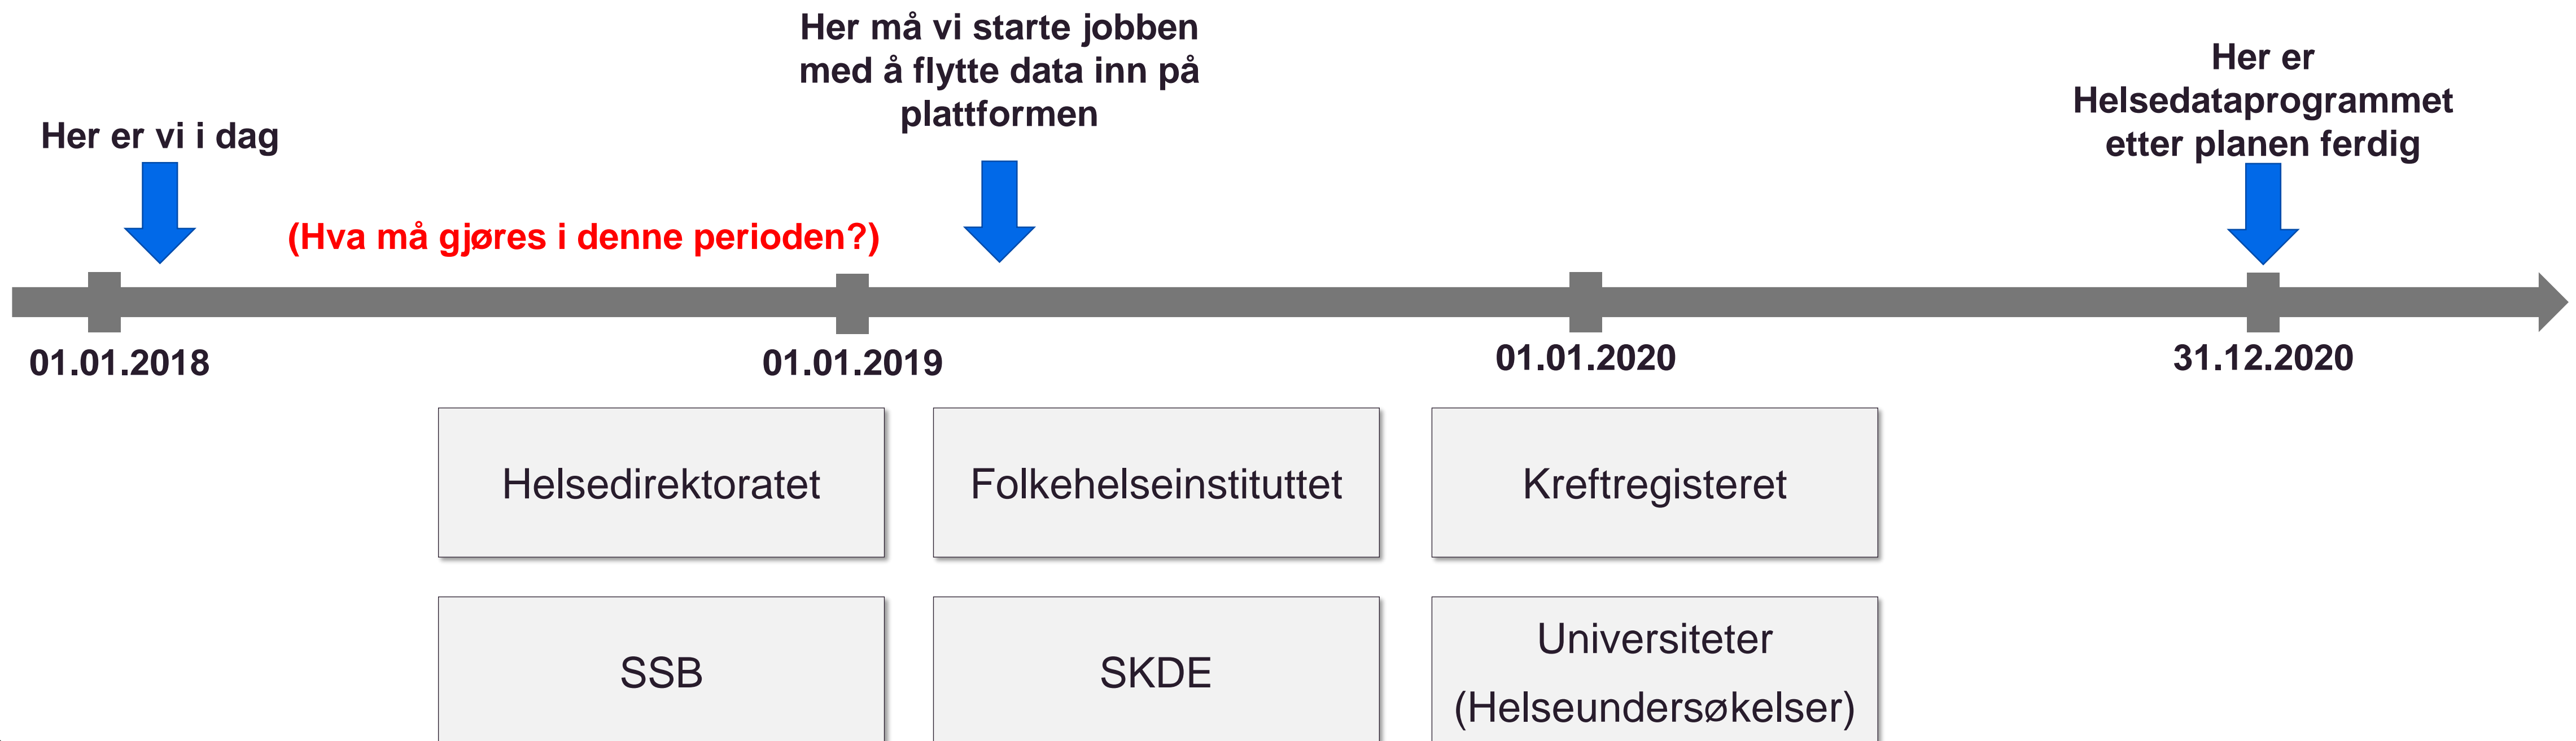 Her må vi starte jobben
med å flytte data inn på
plattformen
Her er
Helsedataprogrammet
etter planen ferdig
Her er vi i dag
(Hva må gjøres i denne perioden?)
01.01.2018
01.01.2019
01.01.2020
31.12.2020
Helsedirektoratet
Folkehelseinstituttet
Kreftregisteret
SSB
SKDE
Universiteter
(Helseundersøkelser)